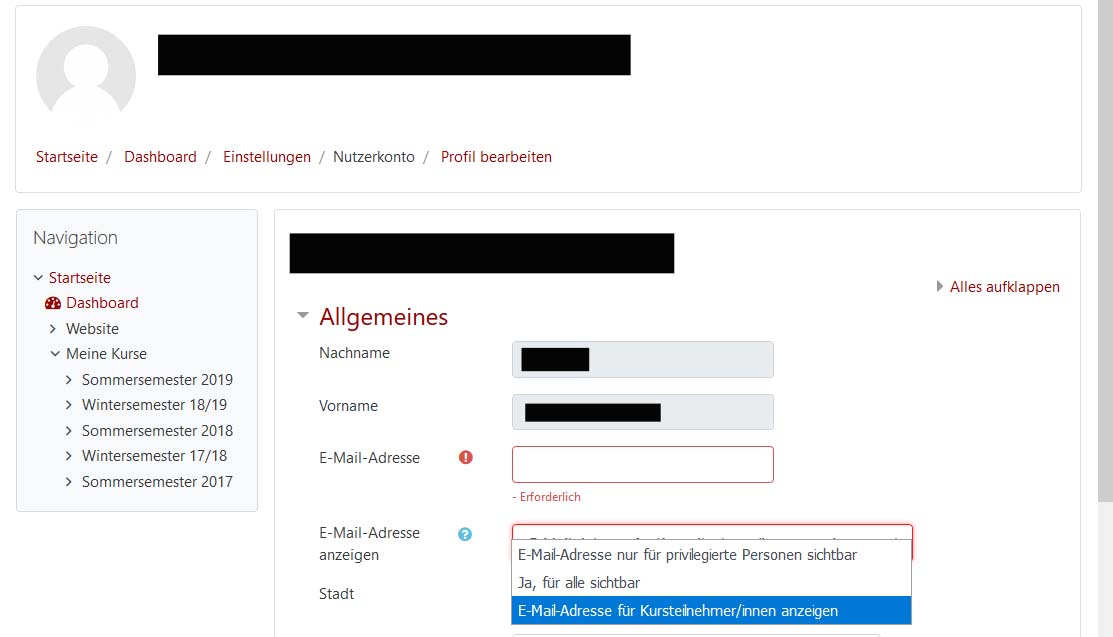 Startseite / Dashboard / Einstellungen / Nutzerkonto / Profil bearbeiten
Navigation
Startseite
Dashboard
Website
Meine Kurse
Sommersemester 2019
Wintersemester 18/19
Sommersemester 2018
Wintersemester 17/18
Sommersemester 2017
Alles aufklappen
Allgemeines
Nachname
Vorname
E-Mail-Adresse
- Erforderlich
E-Mail-Adresse
anzeigen
E-Mail-Adresse nur für privilegierte Personen sichtbar
Ja, für alle sichtbar
E-Mail-Adresse für Kursteilnehmer/innen anzeigen
Stadt